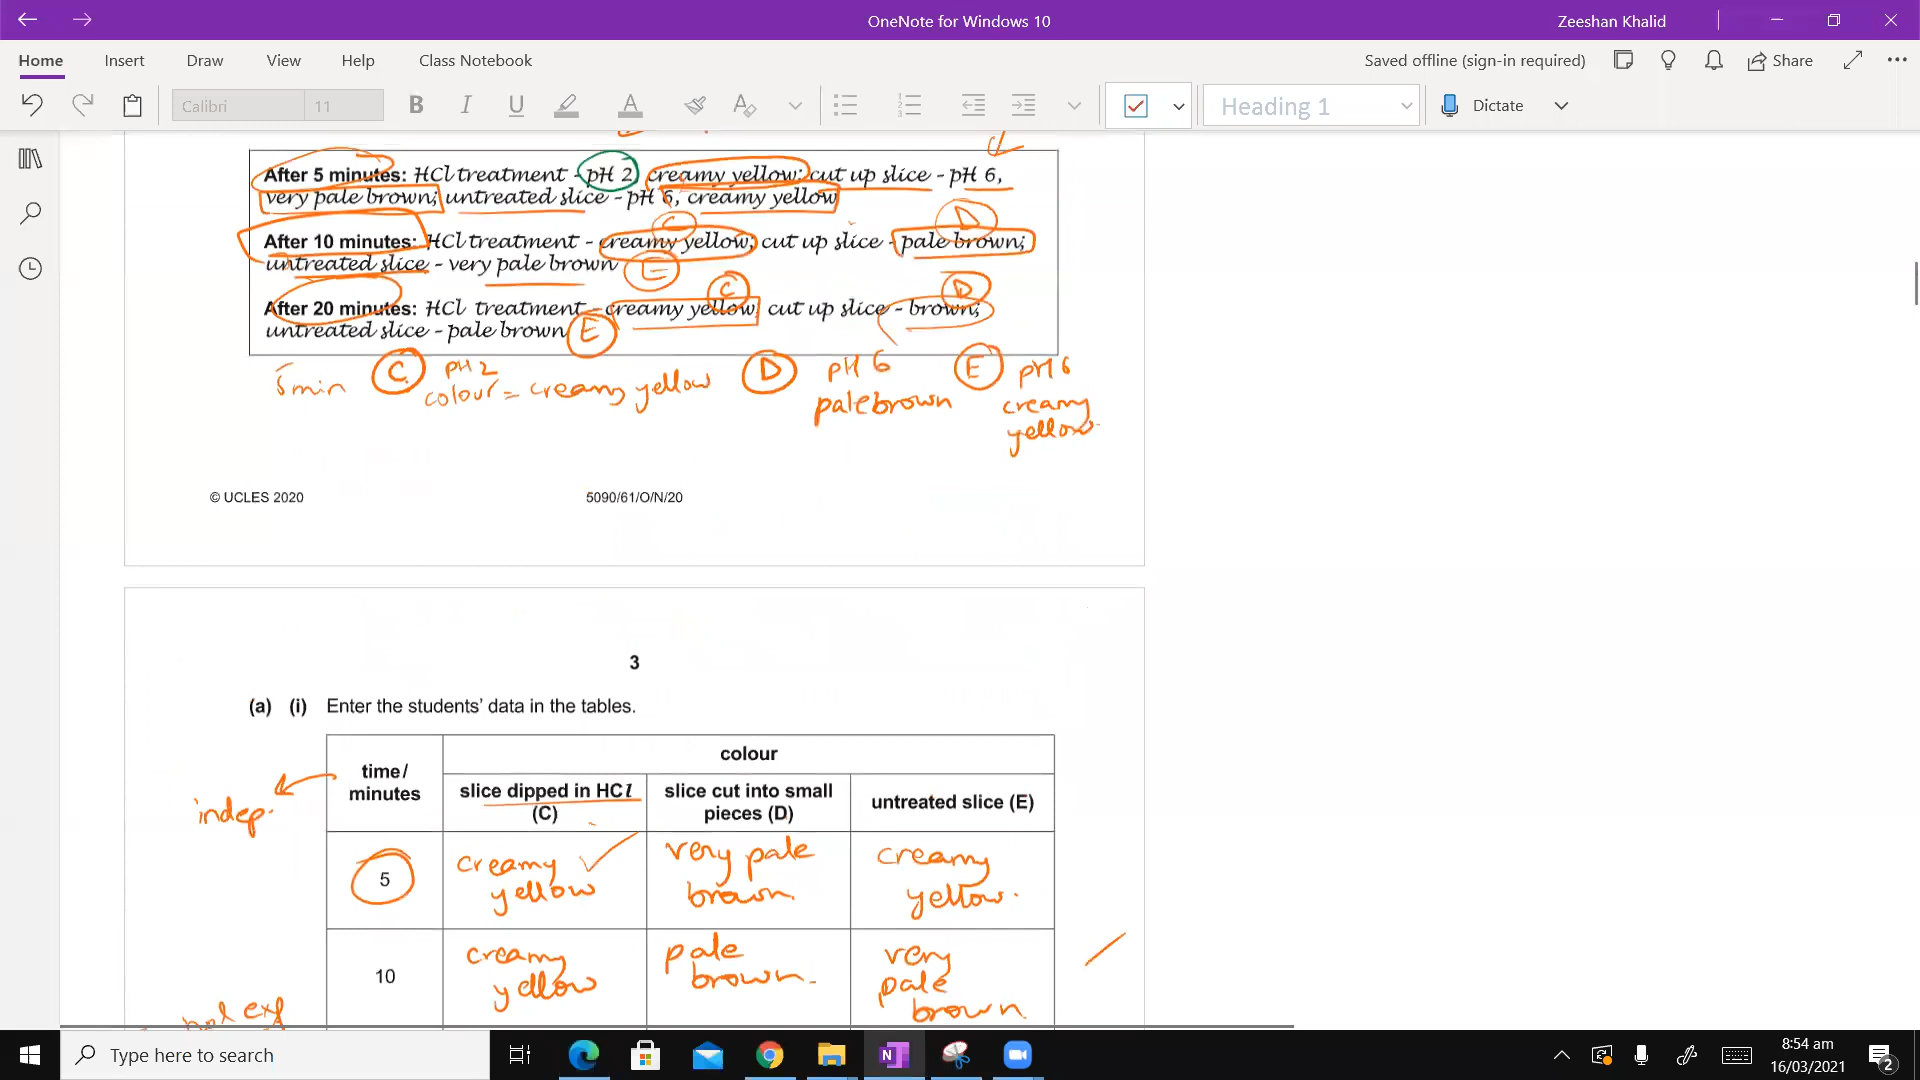 OneNote for Windows 10
Zeeshan Khalid
Home Insert Draw View Help Class Notebook
Saved offline (sign-in required)
Share
Calibri 11
B I U A
Heading 1
Dictate
After 5 minutes: HCl treatment - pH 2, creamy yellow; cut up slice - pH 6,
very pale brown; untreated slice - pH 6, creamy yellow
C D
After 10 minutes: HCl treatment - creamy yellow; cut up slice - pale brown;
untreated slice - very pale brown E
C D
After 20 minutes: HCl treatment - creamy yellow, cut up slice - brown;
untreated slice - pale brown E
5 min C pH 2 D pH 6 E pH 6
colour = creamy yellow pale brown creamy
yellow
© UCLES 2020 5090/61/O/N/20
3
(a) (i) Enter the students' data in the tables.
time/
minutes
colour
slice dipped in HCl
(C)
slice cut into small
pieces (D)
untreated slice (E)
indep.
5
creamy
yellow
very pale
brown
creamy
yellow.
10
creamy
yellow
pale
brown.
very
pale
brown
Type here to search
8:54 am
16/03/2021
2